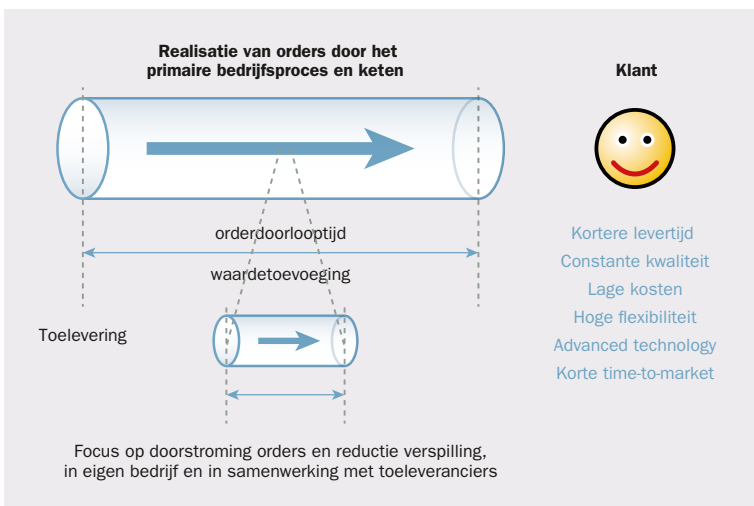 Realisatie van orders door het
primaire bedrijfsproces en keten
Klant
orderdoorlooptijd
waardetoevoeging
Toelevering
Kortere levertijd
Constante kwaliteit
Lage kosten
Hoge flexibiliteit
Advanced technology
Korte time-to-market
Focus op doorstroming orders en reductie verspilling,
in eigen bedrijf en in samenwerking met toeleveranciers